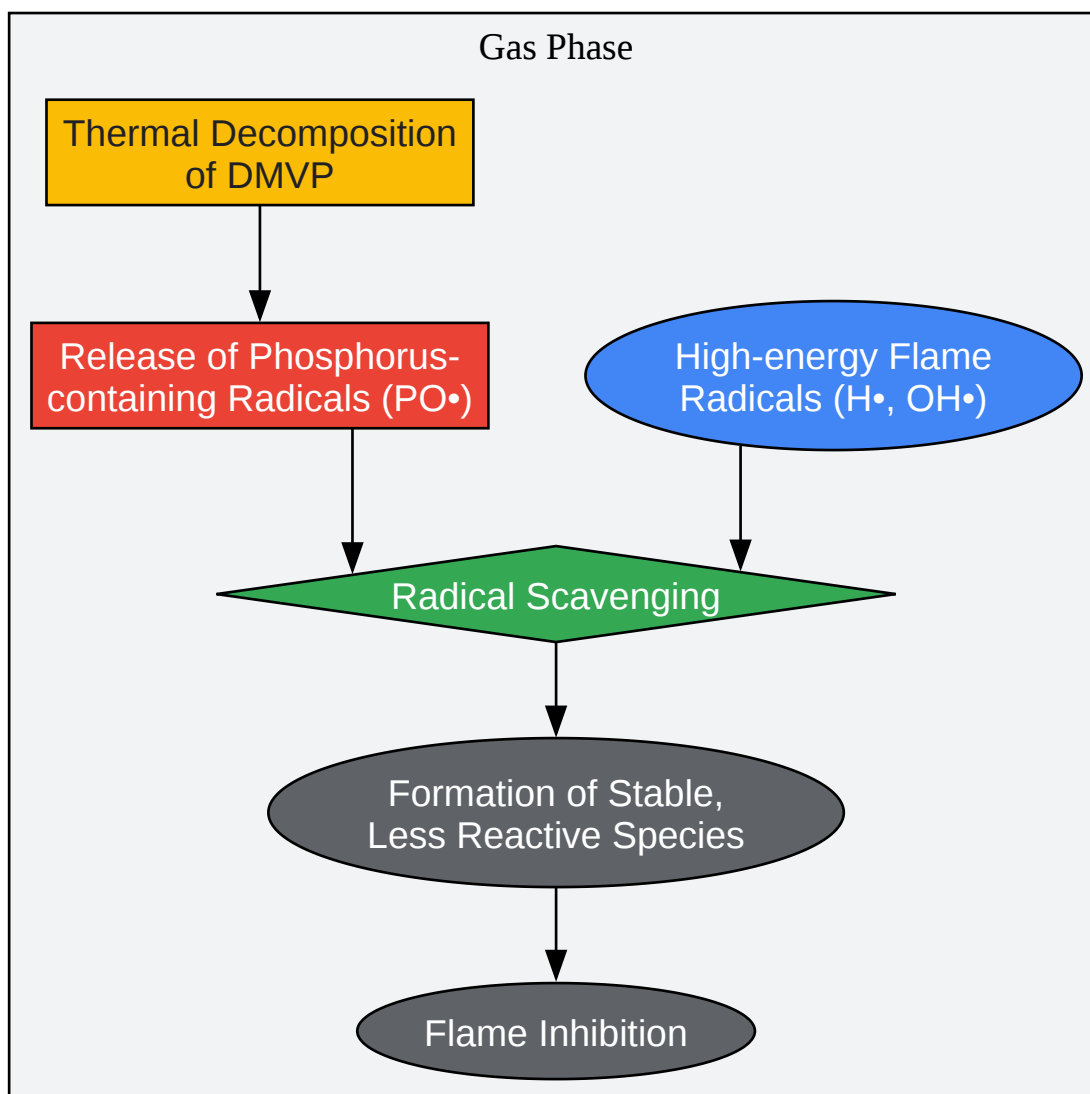 Gas Phase
Thermal Decomposition
of DMVP
Release of Phosphorus-
containing Radicals (PO•)
High-energy Flame
Radicals (H•, OH•)
Radical Scavenging
Formation of Stable,
Less Reactive Species
Flame Inhibition